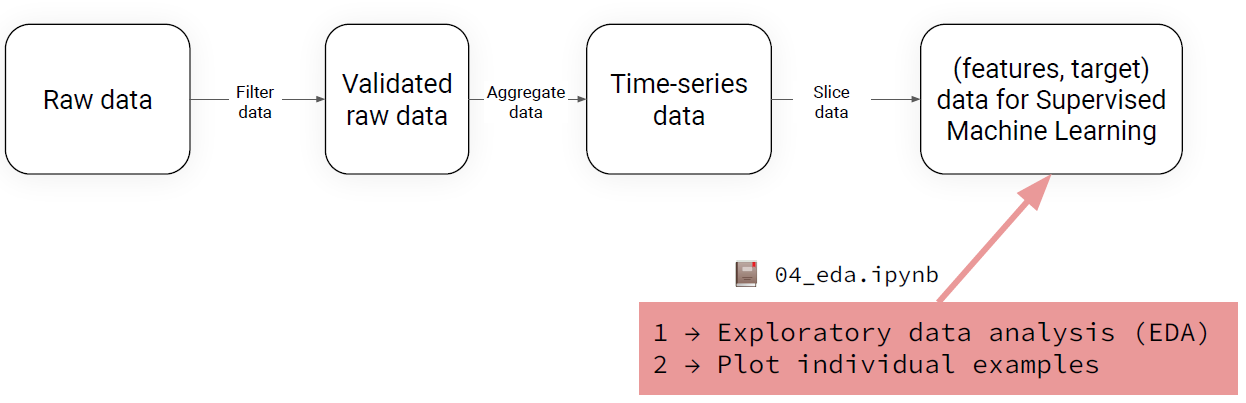 Raw data
Filter
data
Validated
raw data
Aggregate
data
Time-series
data
Slice
data
(features, target)
data for Supervised
Machine Learning
04_eda.ipynb
1 → Exploratory data analysis (EDA)
2 → Plot individual examples